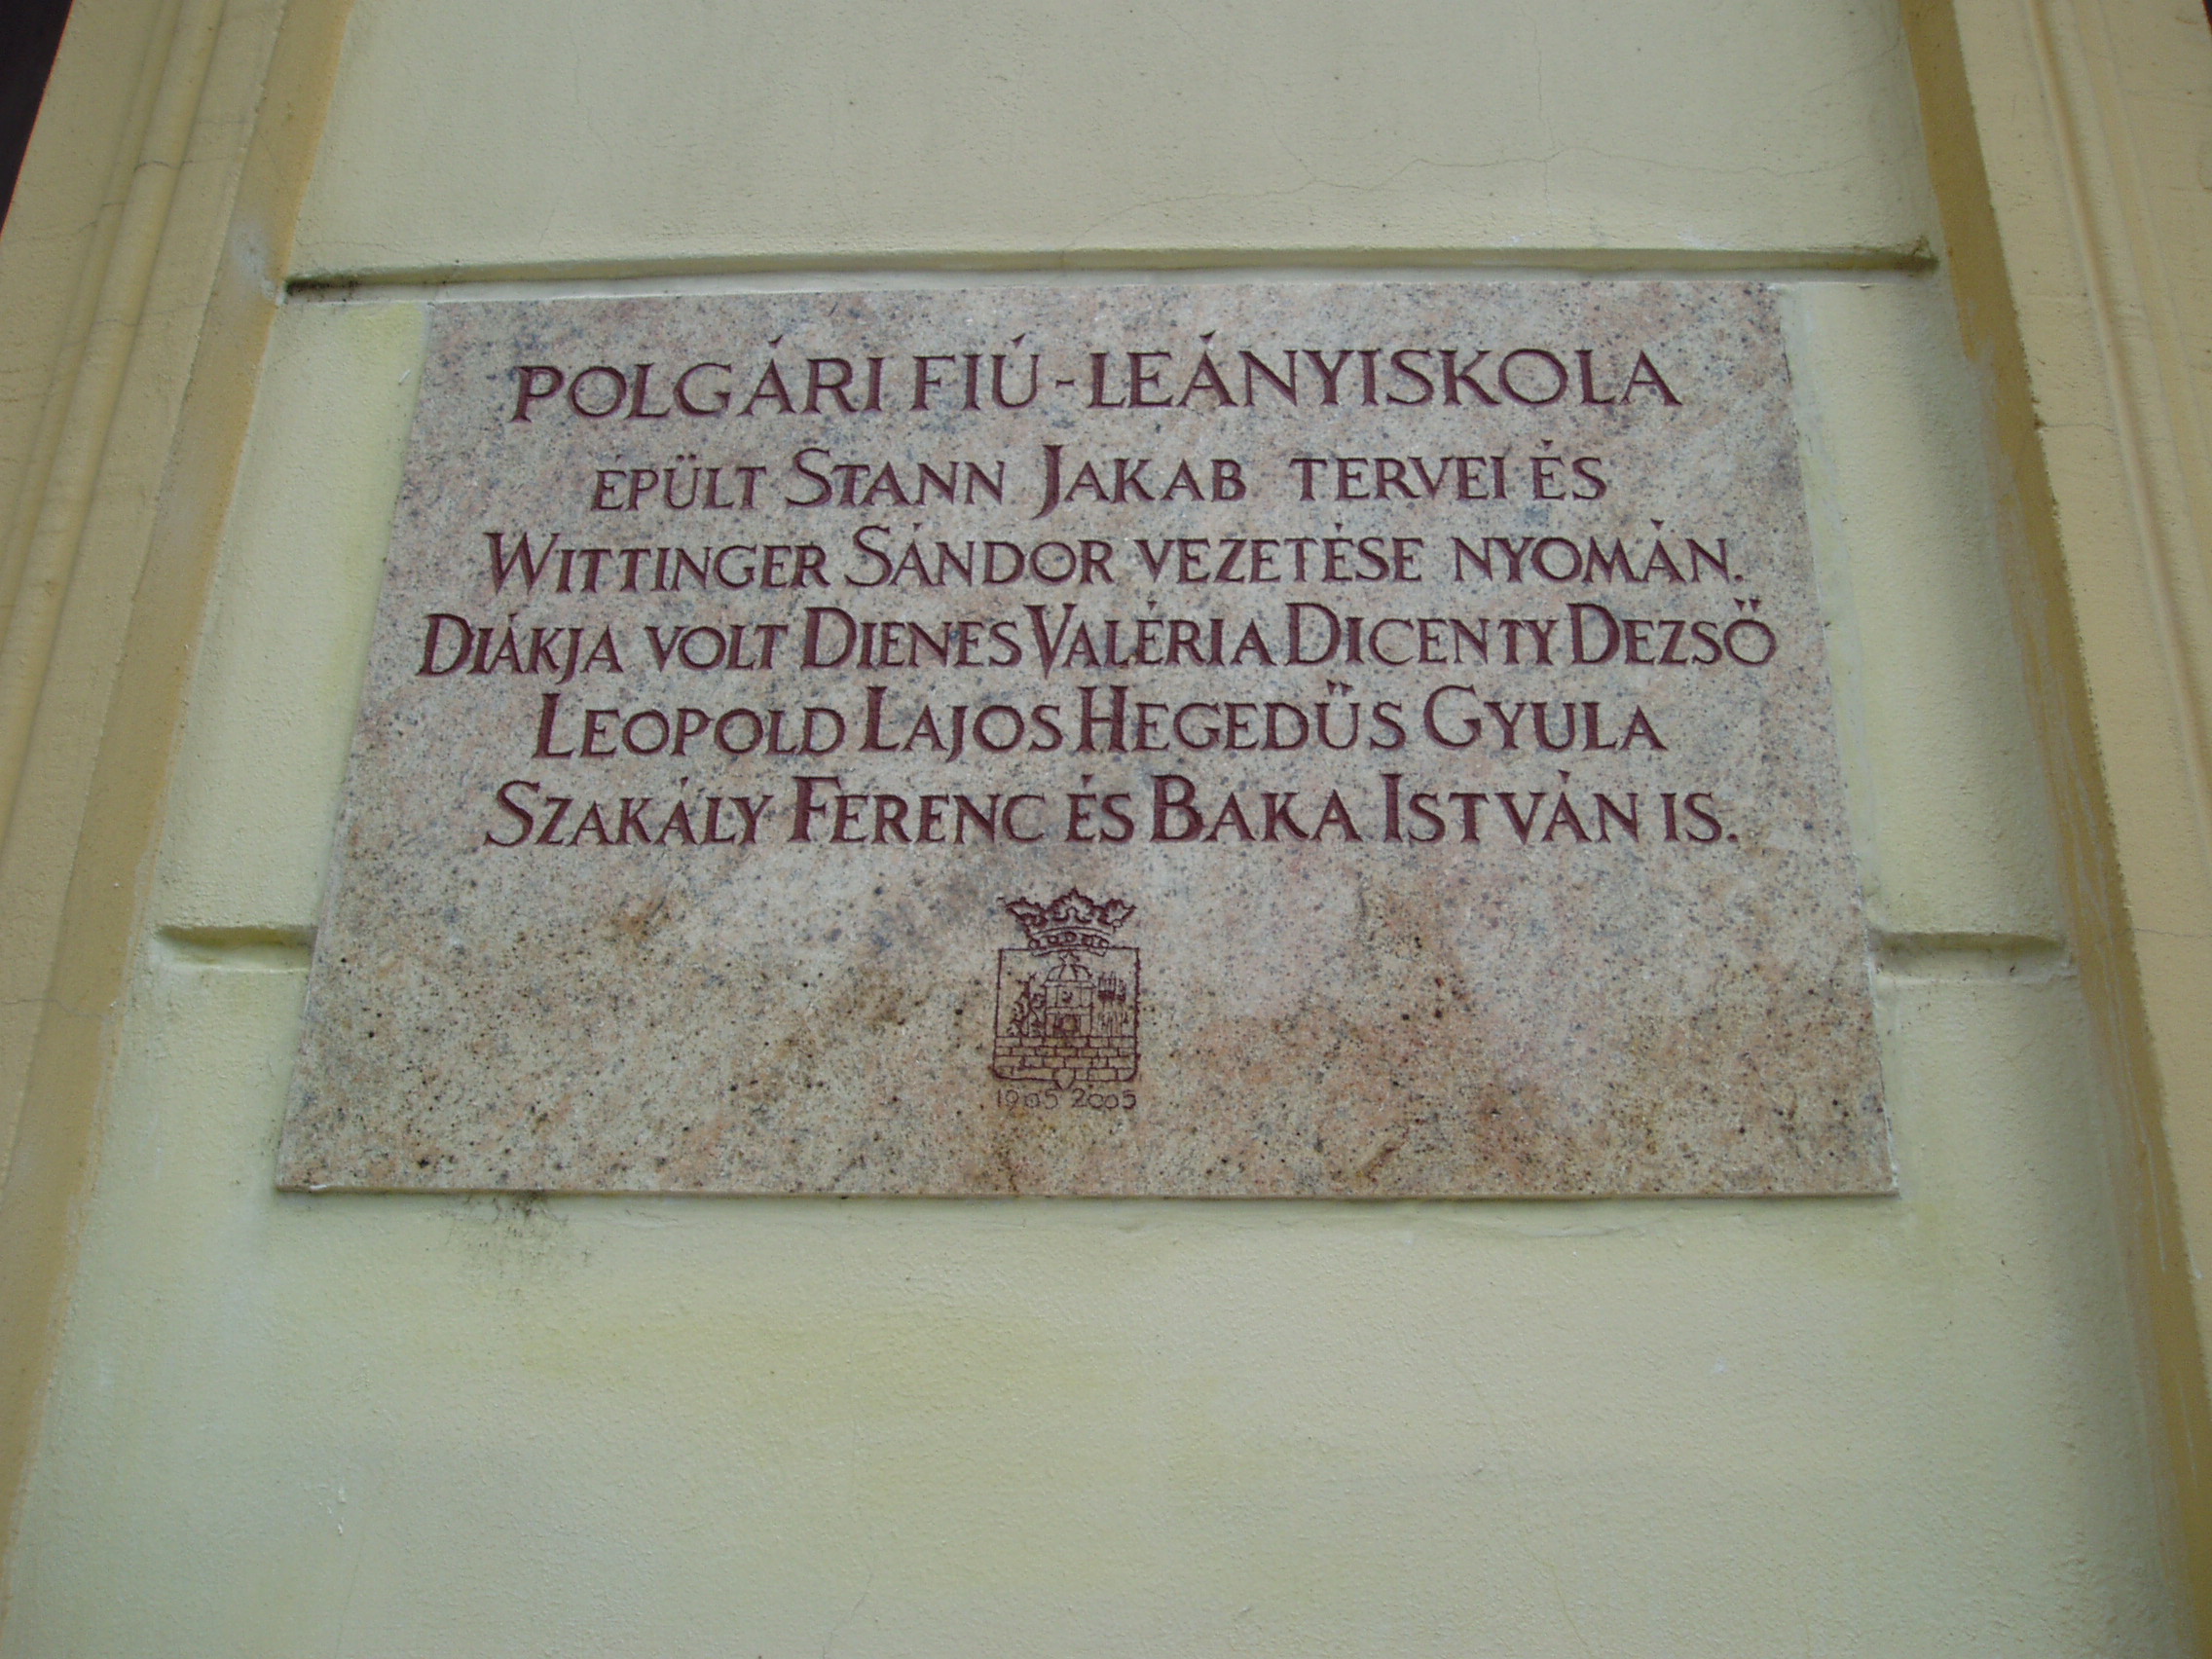 POLGÁRI FIÚ-LEÁNYISKOLA
ÉPÜLT STANN JAKAB TERVEI ÉS
WITTINGER SÁNDOR VEZETÉSE NYOMÁN.
DIÁKJA VOLT DIENES VALÉRIA DICENTY DEZSŐ
LEOPOLD LAJOS HEGEDŰS GYULA
SZAKÁLY FERENC ÉS BAKA ISTVÁN IS.
1905 2005